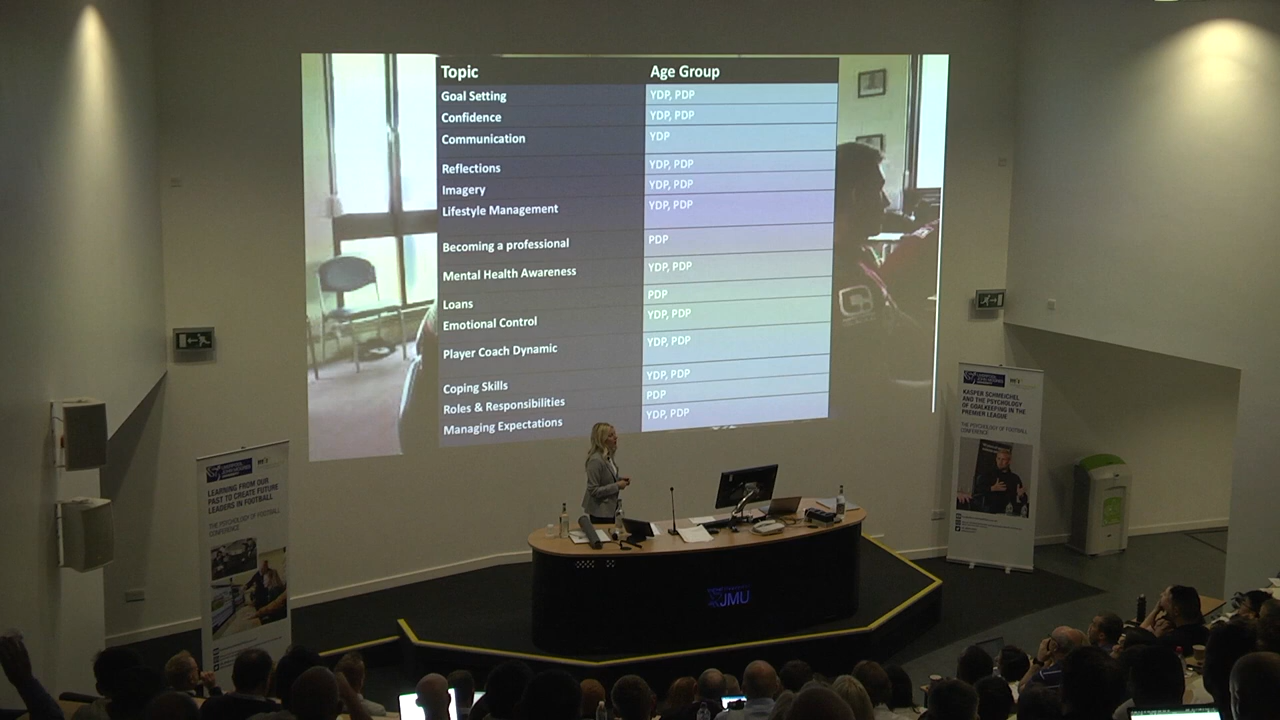 Topic Age Group
Goal Setting YDP, PDP
Confidence YDP, PDP
Communication YDP
Reflections YDP, PDP
Imagery YDP, PDP
Lifestyle Management YDP, PDP
Becoming a professional PDP
Mental Health Awareness YDP, PDP
Loans PDP
Emotional Control YDP, PDP
Player Coach Dynamic YDP, PDP
Coping Skills YDP, PDP
Roles & Responsibilities PDP
Managing Expectations YDP, PDP
LEARNING FROM OUR
PAST TO CREATE FUTURE
LEADERS IN FOOTBALL
THE PSYCHOLOGY OF FOOTBALL
CONFERENCE
KASPER SCHMEICHEL
AND THE PSYCHOLOGY
OF GOALKEEPING IN THE
PREMIER LEAGUE
THE PSYCHOLOGY OF FOOTBALL
CONFERENCE
JMU